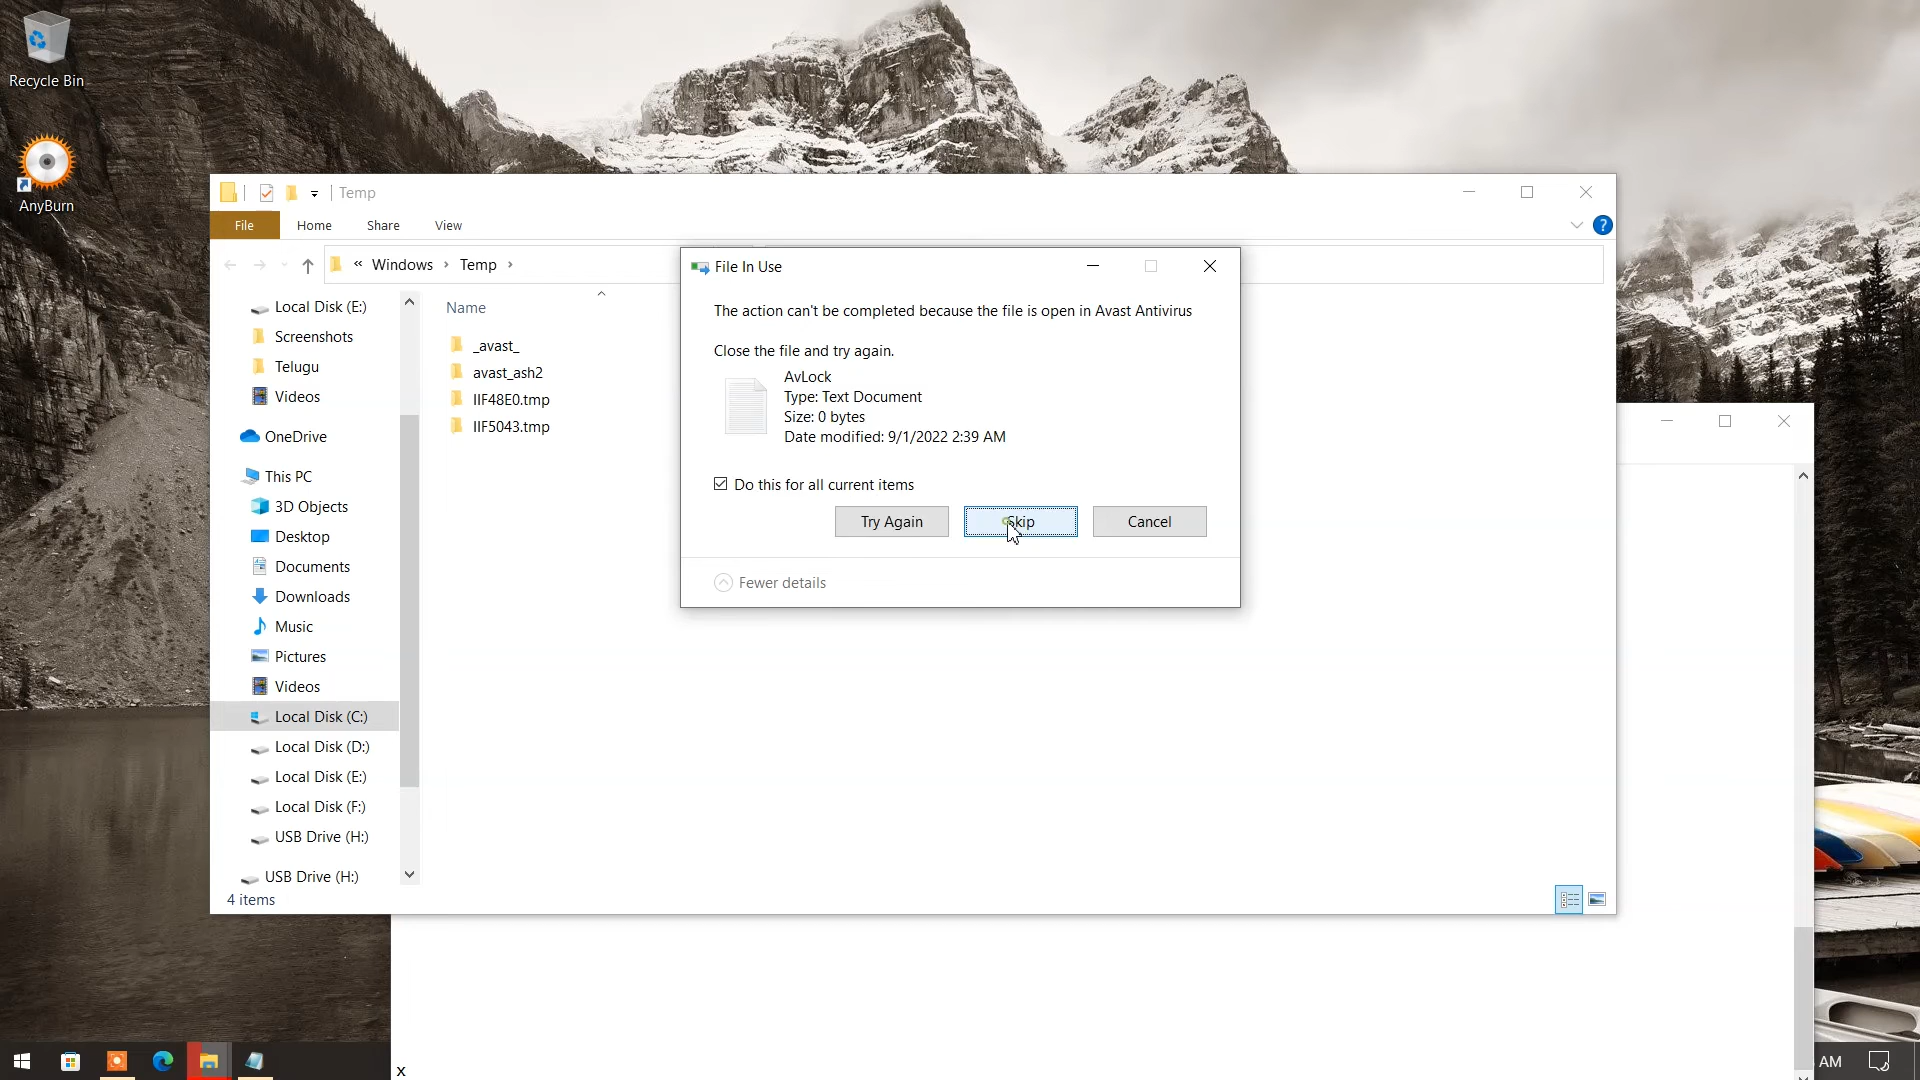 Recycle Bin
AnyBurn
Temp
File
Home
Share
View
?
« Windows › Temp ›
Local Disk (E:)
Screenshots
Telugu
Videos
OneDrive
This PC
3D Objects
Desktop
Documents
Downloads
Music
Pictures
Videos
Local Disk (C:)
Local Disk (D:)
Local Disk (E:)
Local Disk (F:)
USB Drive (H:)
USB Drive (H:)
4 items
Name
_avast_
avast_ash2
IIF48E0.tmp
IIF5043.tmp
File In Use
The action can't be completed because the file is open in Avast Antivirus
Close the file and try again.
AvLock
Type: Text Document
Size: 0 bytes
Date modified: 9/1/2022 2:39 AM
Do this for all current items
Try Again
Skip
Cancel
Fewer details
x
AM